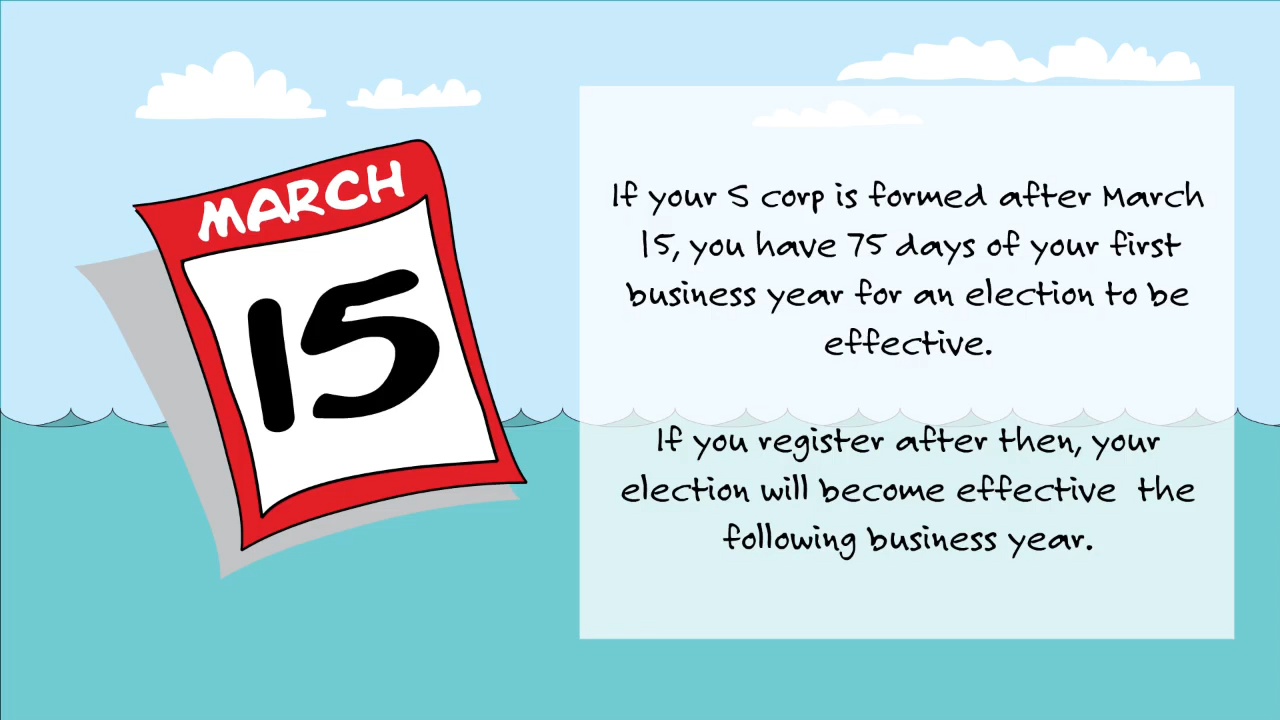 MARCH
15
If your S corp is formed after March
15, you have 75 days of your first
business year for an election to be
effective.
If you register after then, your
election will become effective the
following business year.